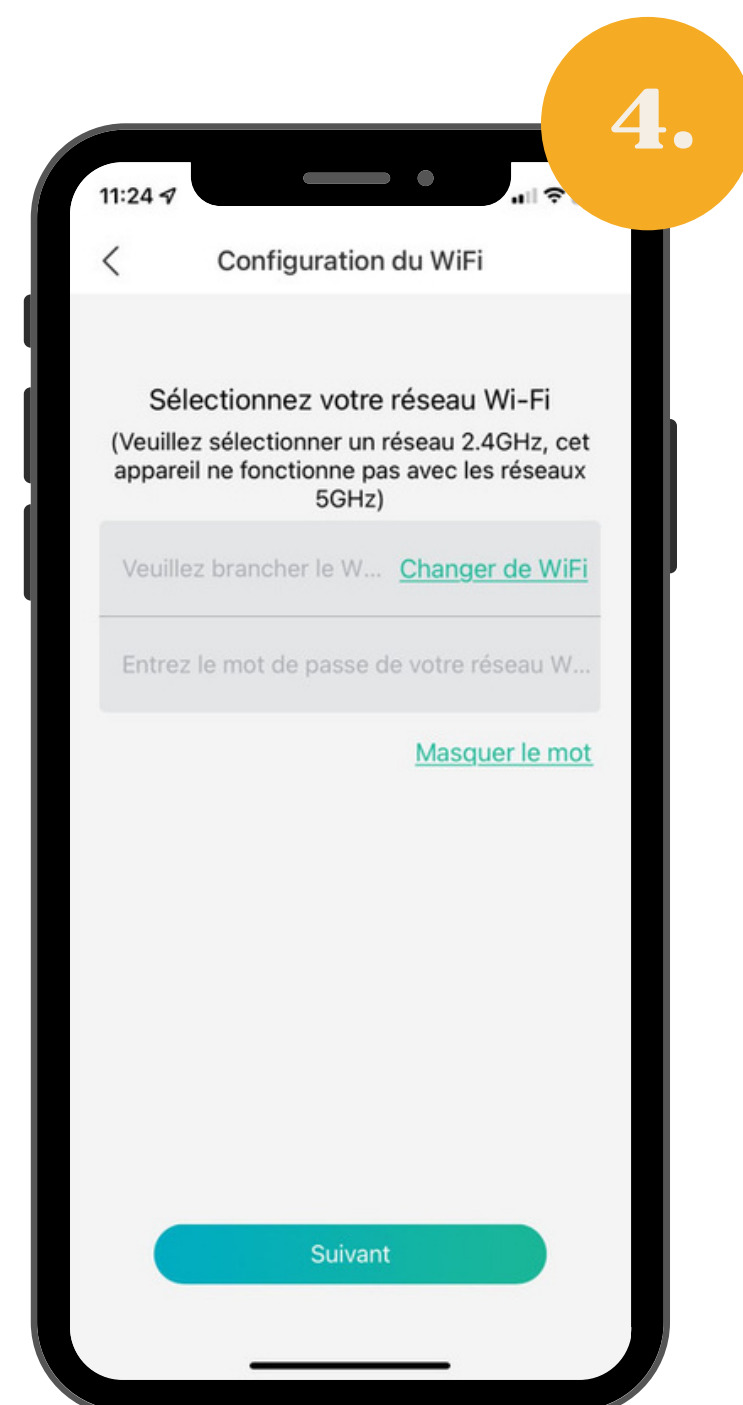 4.
11:24
Configuration du WiFi
Sélectionnez votre réseau Wi-Fi
(Veuillez sélectionner un réseau 2.4GHz, cet
appareil ne fonctionne pas avec les réseaux
5GHz)
Veuillez brancher le W... Changer de WiFi
Entrez le mot de passe de votre réseau W...
Masquer le mot
Suivant